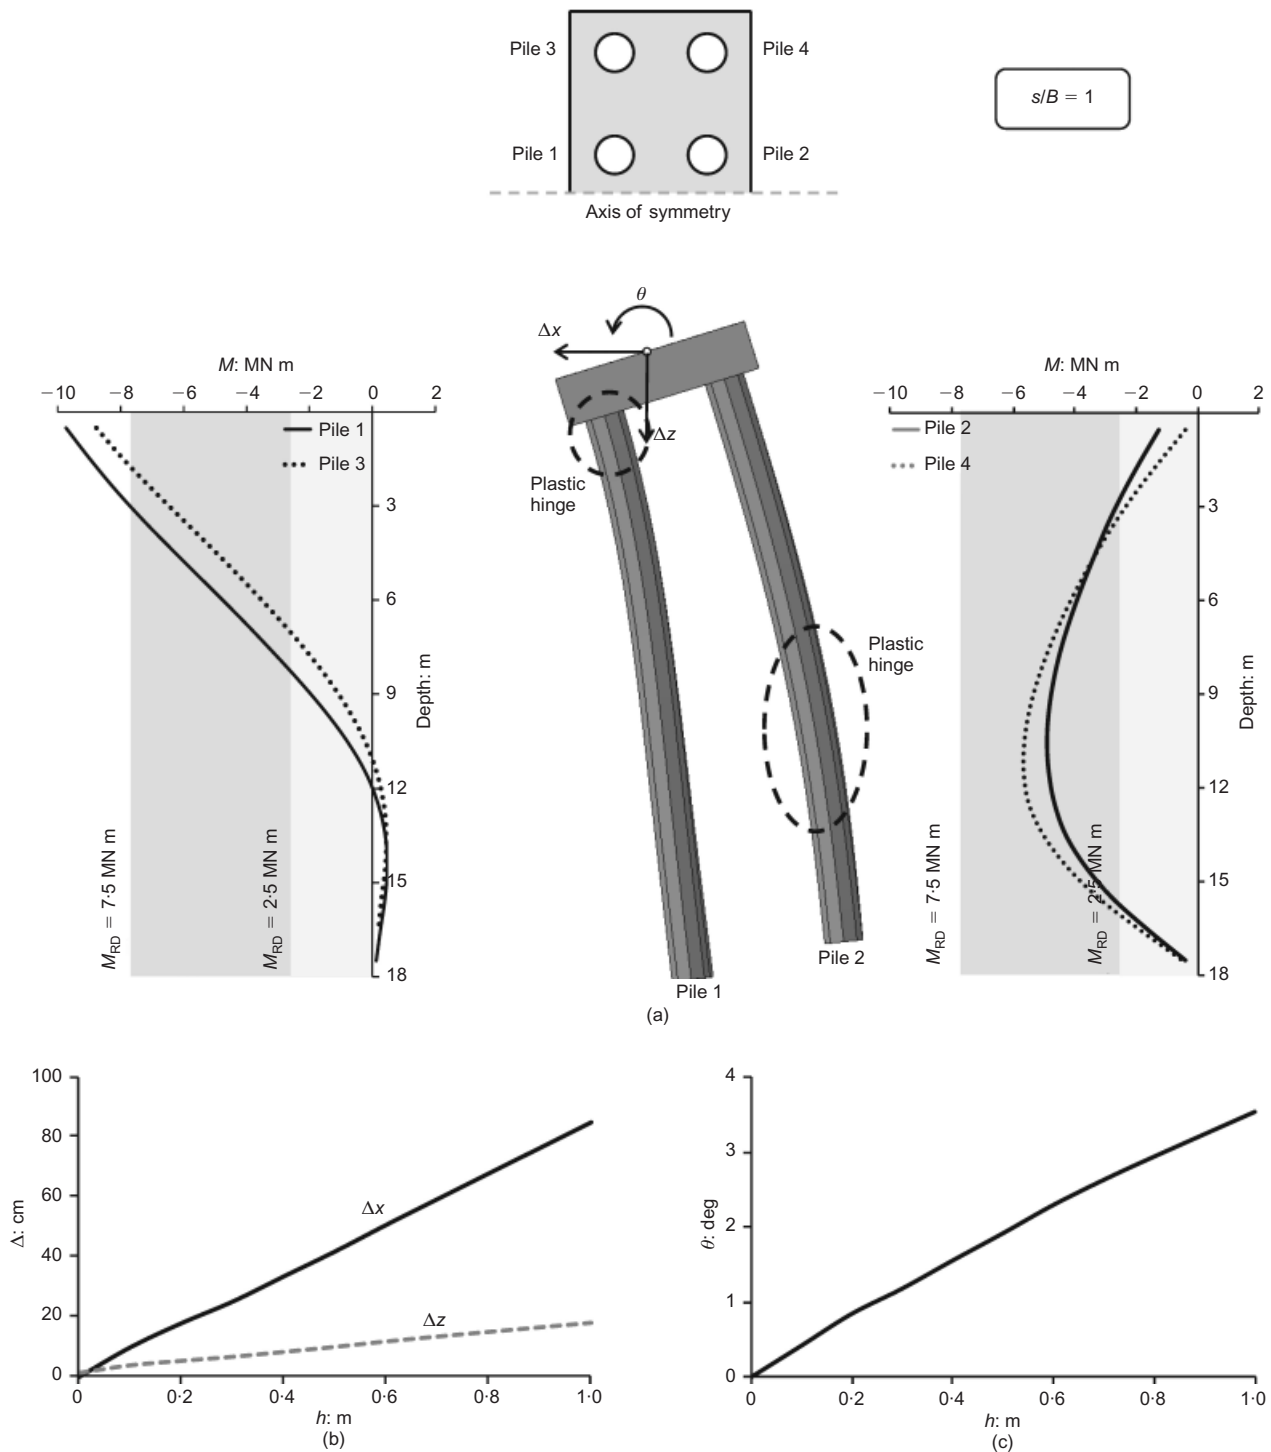 Pile 3
Pile 4
s/B = 1
Pile 1
Pile 2
Axis of symmetry
θ
Δx
Δz
M: MN m
−10 −8 −6 −4 −2 0 2
Pile 1
Pile 3
3
6
9
12
15
18
Depth: m
M_RD = 7·5 MN m
M_RD = 2·5 MN m
Plastic
hinge
Plastic
hinge
Pile 1
Pile 2
M: MN m
−10 −8 −6 −4 −2 0 2
Pile 2
Pile 4
3
6
9
12
15
18
Depth: m
M_RD = 7·5 MN m
M_RD = 2·5 MN m
(a)
100
80
60
40
20
0
Δ: cm
Δx
Δz
0 0·2 0·4 0·6 0·8 1·0
h: m
(b)
4
3
2
1
0
θ: deg
0 0·2 0·4 0·6 0·8 1·0
h: m
(c)